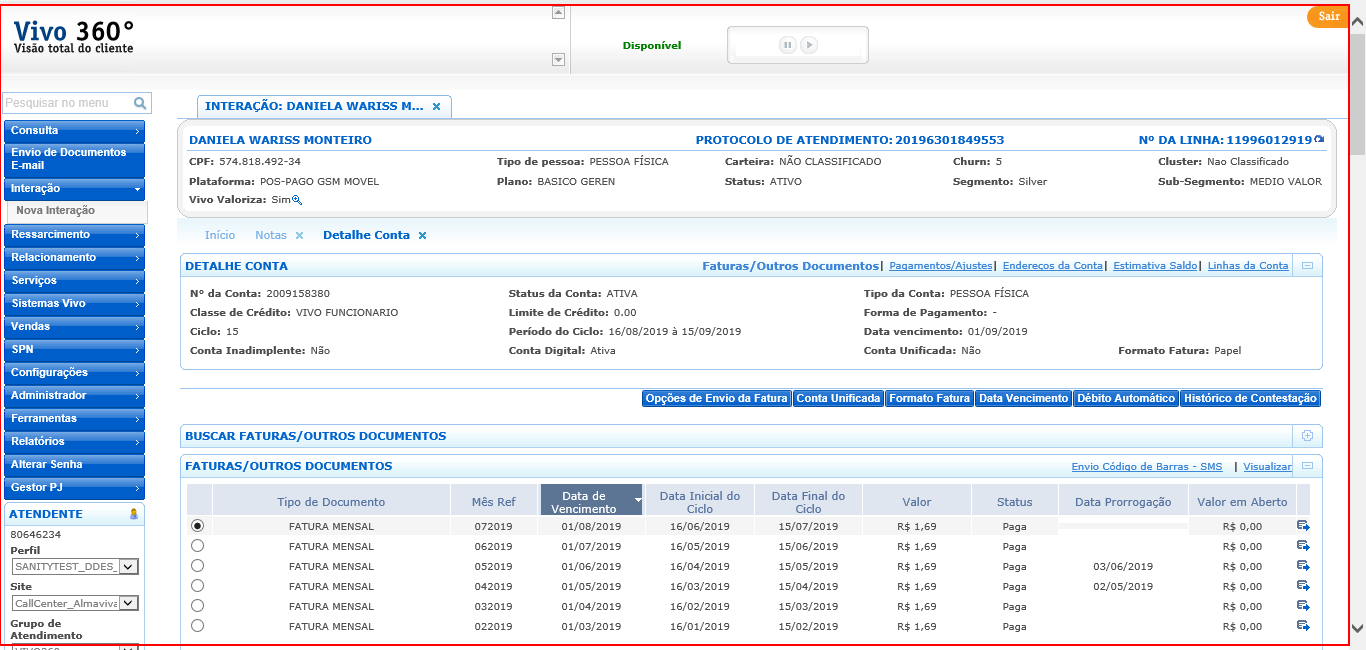 Vivo 360°
Visão total do cliente
Disponível
Sair
Pesquisar no menu
INTERAÇÃO: DANIELA WARISS M...
Consulta
Envio de Documentos
E-mail
Interação
Nova Interação
Ressarcimento
Relacionamento
Serviços
Sistemas Vivo
Vendas
SPN
Configurações
Administrador
Ferramentas
Relatórios
Alterar Senha
Gestor PJ
ATENDENTE
80646234
Perfil
SANITYTEST_DDES_
Site
CallCenter_Almaviva
Grupo de
Atendimento
VIVO360
DANIELA WARISS MONTEIRO PROTOCOLO DE ATENDIMENTO: 20196301849553 Nº DA LINHA: 11996012919
CPF: 574.818.492-34 Tipo de pessoa: PESSOA FÍSICA Carteira: NÃO CLASSIFICADO Churn: 5 Cluster: Nao Classificado
Plataforma: POS-PAGO GSM MOVEL Plano: BASICO GEREN Status: ATIVO Segmento: Silver Sub-Segmento: MEDIO VALOR
Vivo Valoriza: Sim
Início Notas Detalhe Conta
DETALHE CONTA Faturas/Outros Documentos| Pagamentos/Ajustes| Endereços da Conta| Estimativa Saldo| Linhas da Conta
Nº da Conta: 2009158380 Status da Conta: ATIVA Tipo da Conta: PESSOA FÍSICA
Classe de Crédito: VIVO FUNCIONARIO Limite de Crédito: 0.00 Forma de Pagamento: -
Ciclo: 15 Período do Ciclo: 16/08/2019 à 15/09/2019 Data vencimento: 01/09/2019
Conta Inadimplente: Não Conta Digital: Ativa Conta Unificada: Não Formato Fatura: Papel
Opções de Envio da Fatura Conta Unificada Formato Fatura Data Vencimento Débito Automático Histórico de Contestação
BUSCAR FATURAS/OUTROS DOCUMENTOS
FATURAS/OUTROS DOCUMENTOS Envio Código de Barras - SMS | Visualizar
Tipo de Documento Mês Ref Data de Vencimento Data Inicial do Ciclo Data Final do Ciclo Valor Status Data Prorrogação Valor em Aberto
FATURA MENSAL 072019 01/08/2019 16/06/2019 15/07/2019 R$ 1,69 Paga R$ 0,00
FATURA MENSAL 062019 01/07/2019 16/05/2019 15/06/2019 R$ 1,69 Paga R$ 0,00
FATURA MENSAL 052019 01/06/2019 16/04/2019 15/05/2019 R$ 1,69 Paga 03/06/2019 R$ 0,00
FATURA MENSAL 042019 01/05/2019 16/03/2019 15/04/2019 R$ 1,69 Paga 02/05/2019 R$ 0,00
FATURA MENSAL 032019 01/04/2019 16/02/2019 15/03/2019 R$ 1,69 Paga R$ 0,00
FATURA MENSAL 022019 01/03/2019 16/01/2019 15/02/2019 R$ 1,69 Paga R$ 0,00